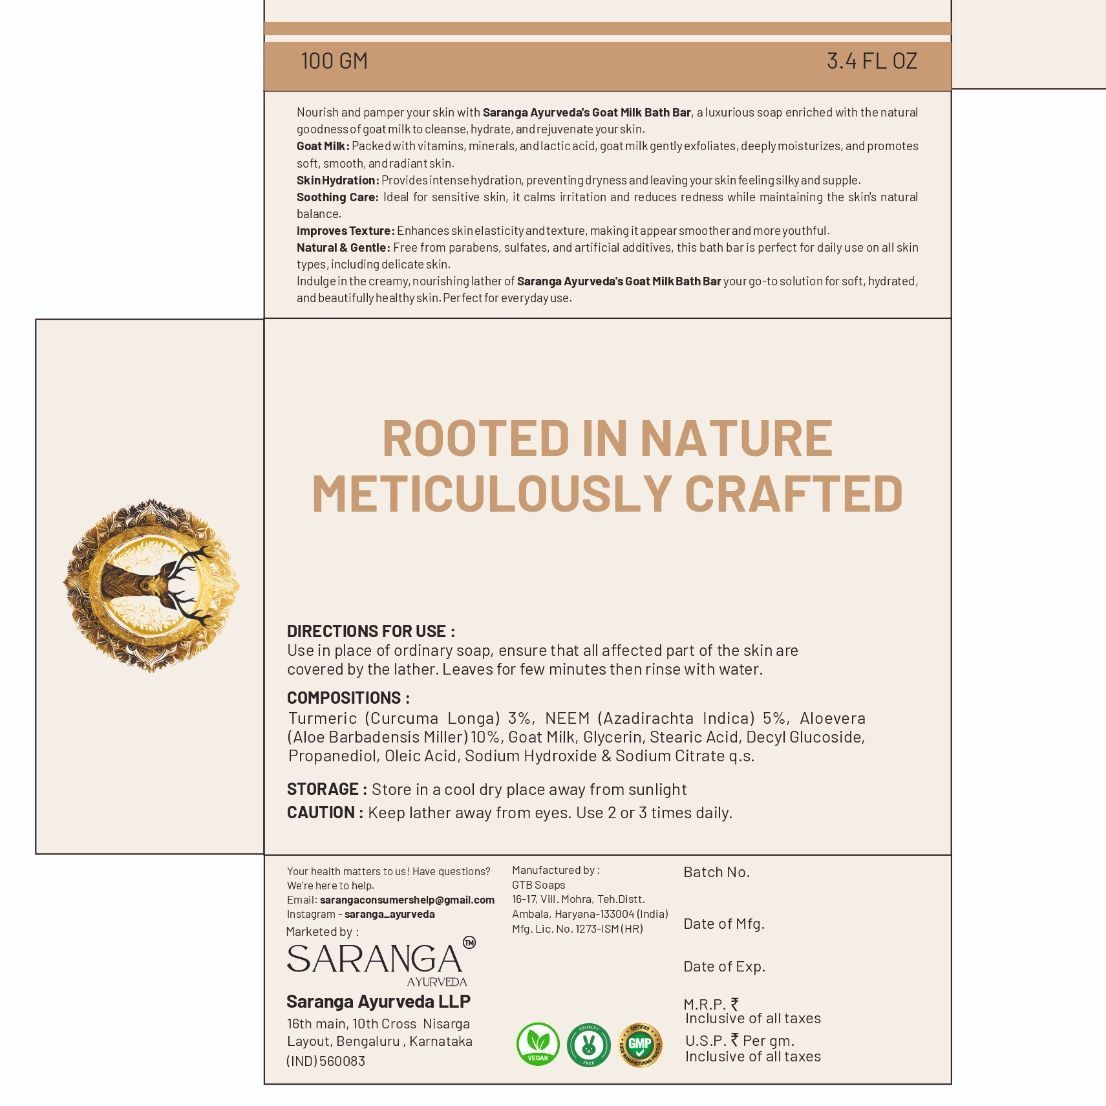 100 GM 3.4 FL OZ
Nourish and pamper your skin with Saranga Ayurveda's Goat Milk Bath Bar, a luxurious soap enriched with the natural
goodness of goat milk to cleanse, hydrate, and rejuvenate your skin.
Goat Milk: Packed with vitamins, minerals, and lactic acid, goat milk gently exfoliates, deeply moisturizes, and promotes
soft, smooth, and radiant skin.
Skin Hydration: Provides intense hydration, preventing dryness and leaving your skin feeling silky and supple.
Soothing Care: Ideal for sensitive skin, it calms irritation and reduces redness while maintaining the skin's natural
balance.
Improves Texture: Enhances skin elasticity and texture, making it appear smoother and more youthful.
Natural & Gentle: Free from parabens, sulfates, and artificial additives, this bath bar is perfect for daily use on all skin
types, including delicate skin.
Indulge in the creamy, nourishing lather of Saranga Ayurveda's Goat Milk Bath Bar your go-to solution for soft, hydrated,
and beautifully healthy skin. Perfect for everyday use.
ROOTED IN NATURE
METICULOUSLY CRAFTED
DIRECTIONS FOR USE :
Use in place of ordinary soap, ensure that all affected part of the skin are
covered by the lather. Leaves for few minutes then rinse with water.
COMPOSITIONS :
Turmeric (Curcuma Longa) 3%, NEEM (Azadirachta Indica) 5%, Aloevera
(Aloe Barbadensis Miller) 10%, Goat Milk, Glycerin, Stearic Acid, Decyl Glucoside,
Propanediol, Oleic Acid, Sodium Hydroxide & Sodium Citrate q.s.
STORAGE : Store in a cool dry place away from sunlight
CAUTION : Keep lather away from eyes. Use 2 or 3 times daily.
Your health matters to us! Have questions?
We're here to help.
Email: sarangaconsumershelp@gmail.com
Instagram - saranga_ayurveda
Marketed by :
SARANGA TM
AYURVEDA
Saranga Ayurveda LLP
16th main, 10th Cross Nisarga
Layout, Bengaluru , Karnataka
(IND) 560083
Manufactured by :
GTB Soaps
16-17, Vill. Mohra, Teh.Distt.
Ambala, Haryana-133004 (India)
Mfg. Lic. No. 1273-ISM (HR)
VEGAN
CRUELTY
FREE
CERTIFIED
GMP
Batch No.
Date of Mfg.
Date of Exp.
M.R.P. ₹
Inclusive of all taxes
U.S.P. ₹ Per gm.
Inclusive of all taxes